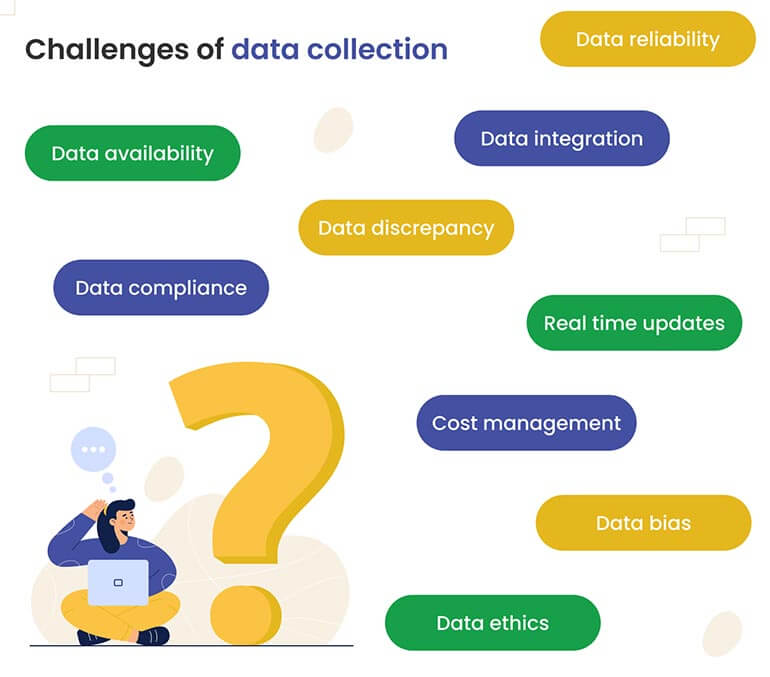 Challenges of data collection
Data reliability
Data integration
Data availability
Data discrepancy
Data compliance
Real time updates
Cost management
Data bias
Data ethics